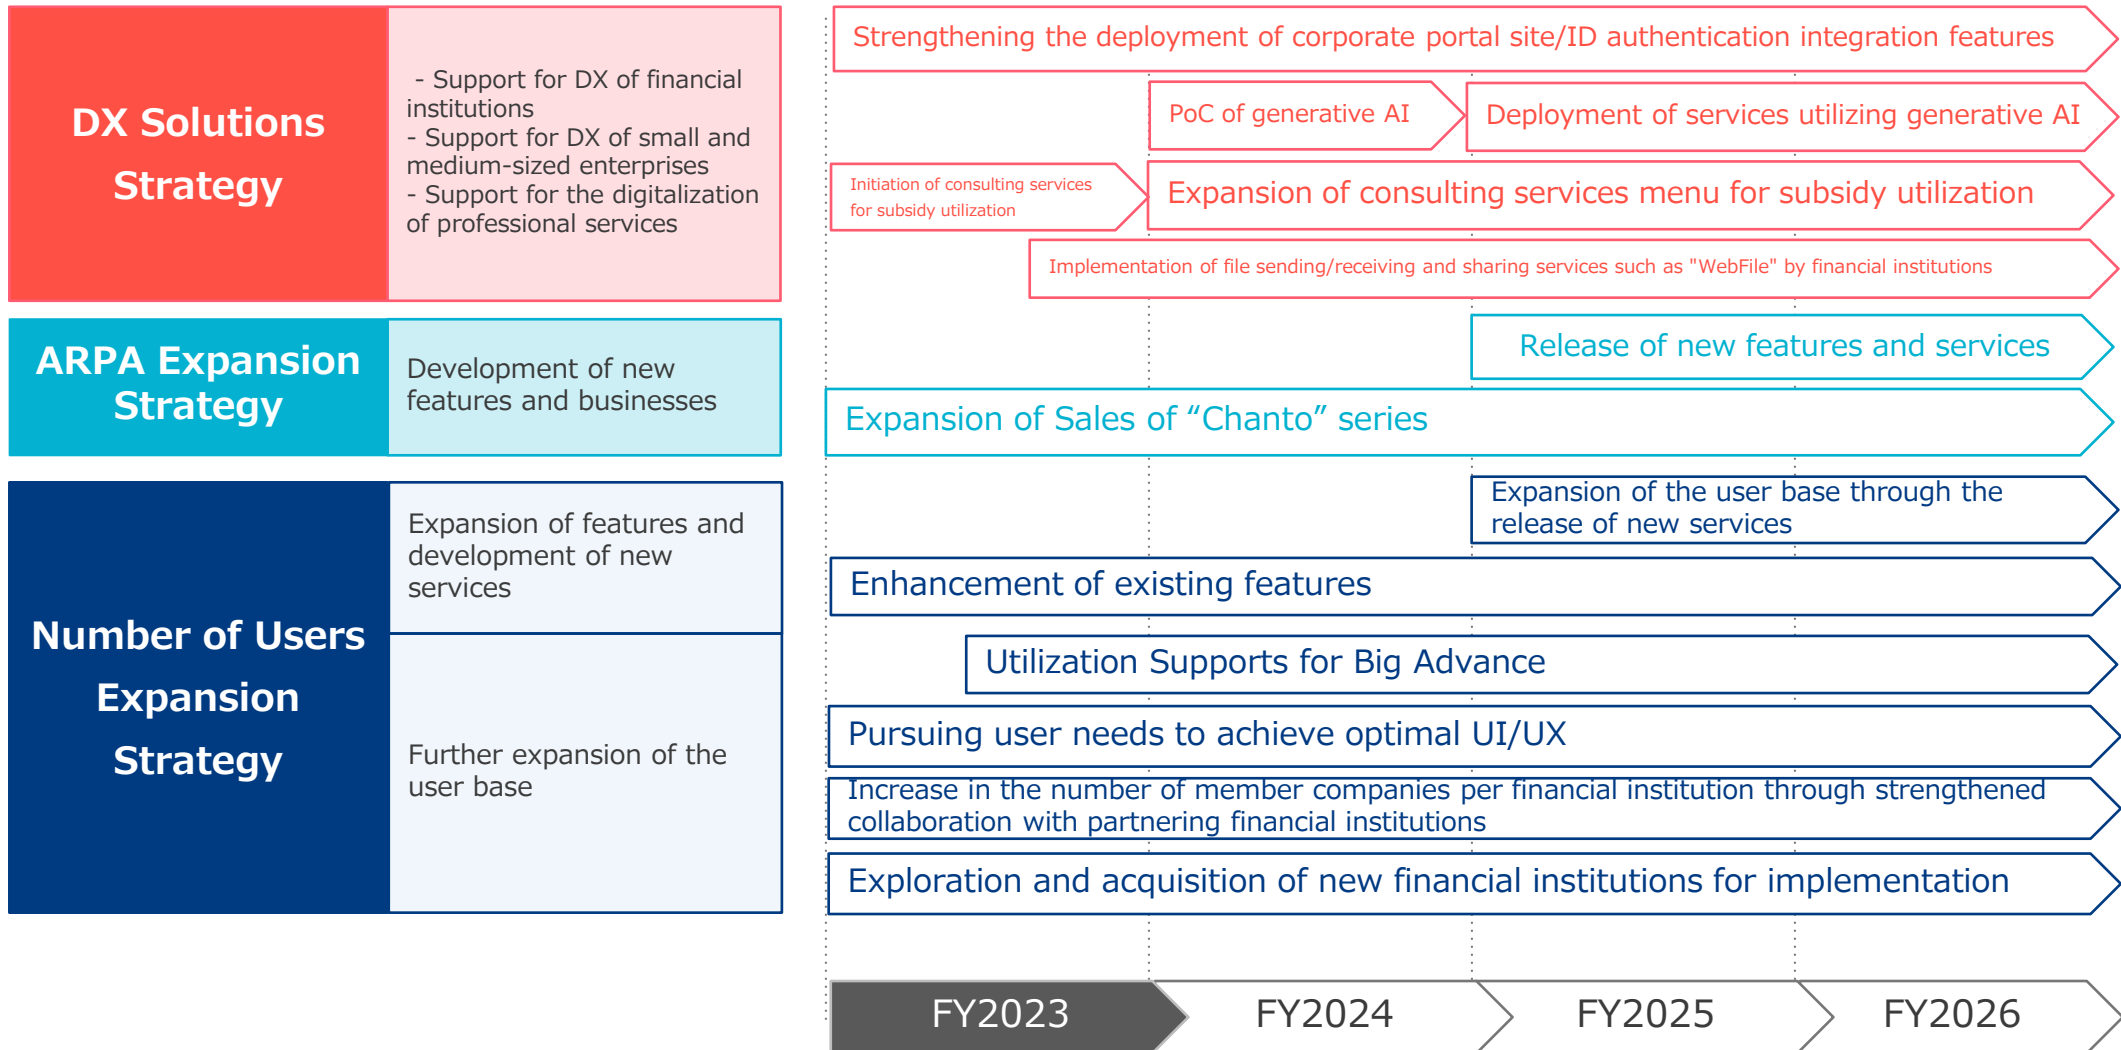 DX Solutions
Strategy
- Support for DX of financial
institutions
- Support for DX of small and
medium-sized enterprises
- Support for the digitalization
of professional services
Strengthening the deployment of corporate portal site/ID authentication integration features
PoC of generative AI
Deployment of services utilizing generative AI
Initiation of consulting services
for subsidy utilization
Expansion of consulting services menu for subsidy utilization
Implementation of file sending/receiving and sharing services such as "WebFile" by financial institutions
ARPA Expansion
Strategy
Development of new
features and businesses
Release of new features and services
Expansion of Sales of “Chanto” series
Number of Users
Expansion
Strategy
Expansion of features and
development of new
services
Further expansion of the
user base
Expansion of the user base through the
release of new services
Enhancement of existing features
Utilization Supports for Big Advance
Pursuing user needs to achieve optimal UI/UX
Increase in the number of member companies per financial institution through strengthened
collaboration with partnering financial institutions
Exploration and acquisition of new financial institutions for implementation
FY2023
FY2024
FY2025
FY2026